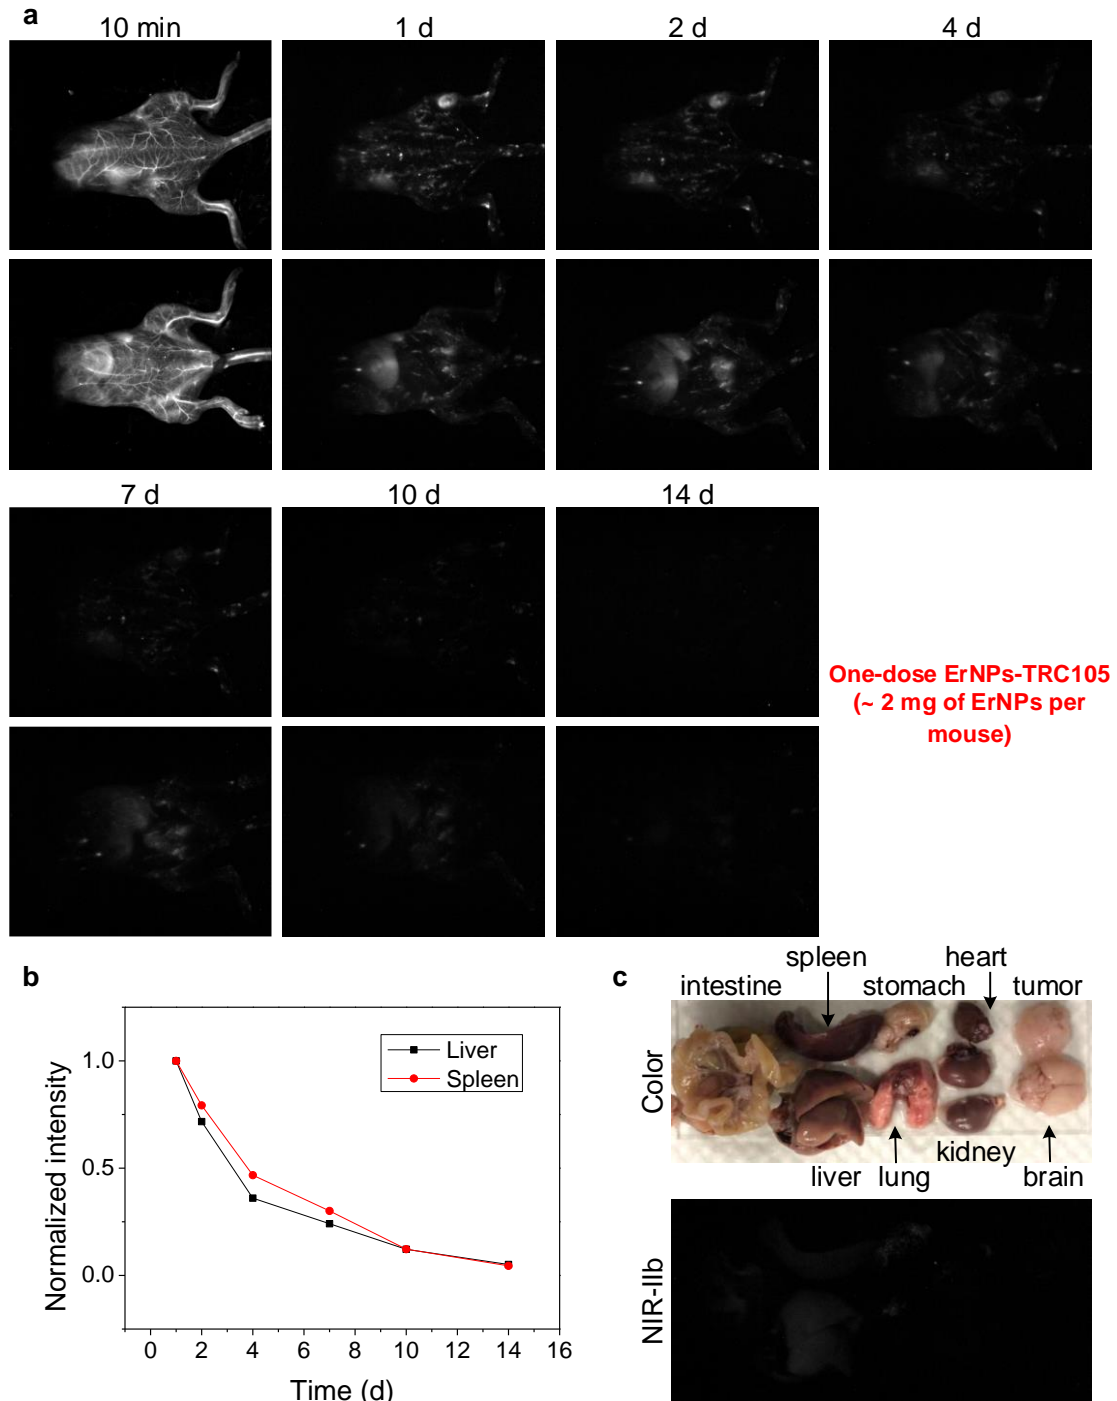 a
10 min
1 d
2 d
4 d
7 d
10 d
14 d
One-dose ErNPs-TRC105
(~ 2 mg of ErNPs per
mouse)
b
Normalized intensity
1.0
0.5
0.0
Liver
Spleen
0 2 4 6 8 10 12 14 16
Time (d)
c
spleen
heart
intestine
stomach
tumor
Color
kidney
liver
lung
brain
NIR-IIb